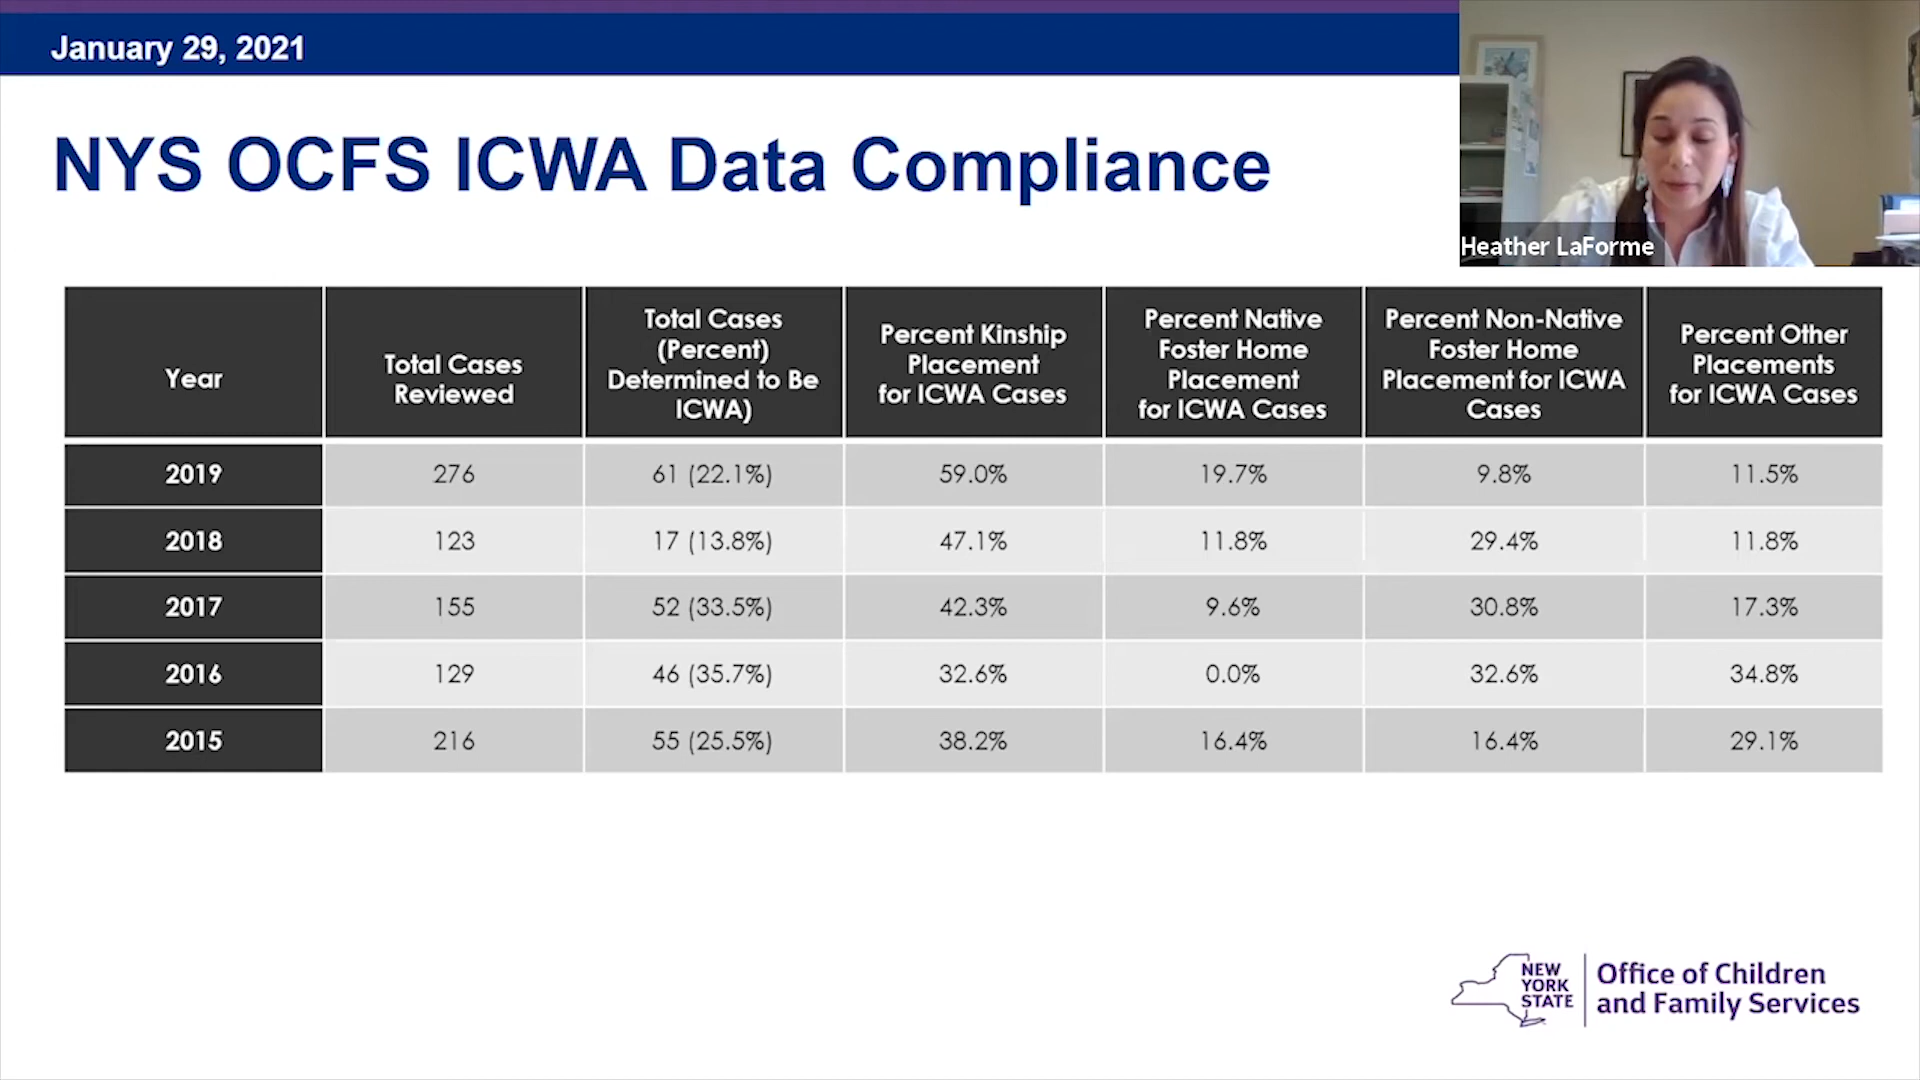 January 29, 2021
Heather LaForme
NYS OCFS ICWA Data Compliance
Year
Total Cases
Reviewed
Total Cases
(Percent)
Determined to Be
ICWA)
Percent Kinship
Placement
for ICWA Cases
Percent Native
Foster Home
Placement
for ICWA Cases
Percent Non-Native
Foster Home
Placement for ICWA
Cases
Percent Other
Placements
for ICWA Cases
2019 276 61 (22.1%) 59.0% 19.7% 9.8% 11.5%
2018 123 17 (13.8%) 47.1% 11.8% 29.4% 11.8%
2017 155 52 (33.5%) 42.3% 9.6% 30.8% 17.3%
2016 129 46 (35.7%) 32.6% 0.0% 32.6% 34.8%
2015 216 55 (25.5%) 38.2% 16.4% 16.4% 29.1%
NEW
YORK
STATE
Office of Children
and Family Services